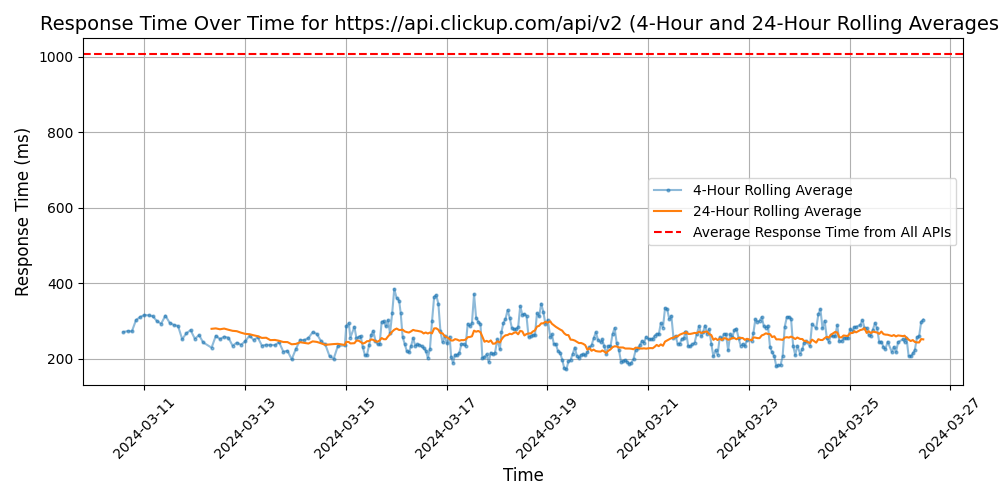 Response Time Over Time for https://api.clickup.com/api/v2 (4-Hour and 24-Hour Rolling Averages
Response Time (ms)
1000
800
600
400
200
4-Hour Rolling Average
24-Hour Rolling Average
Average Response Time from All APIs
2024-03-11
2024-03-13
2024-03-15
2024-03-17
2024-03-19
2024-03-21
2024-03-23
2024-03-25
2024-03-27
Time